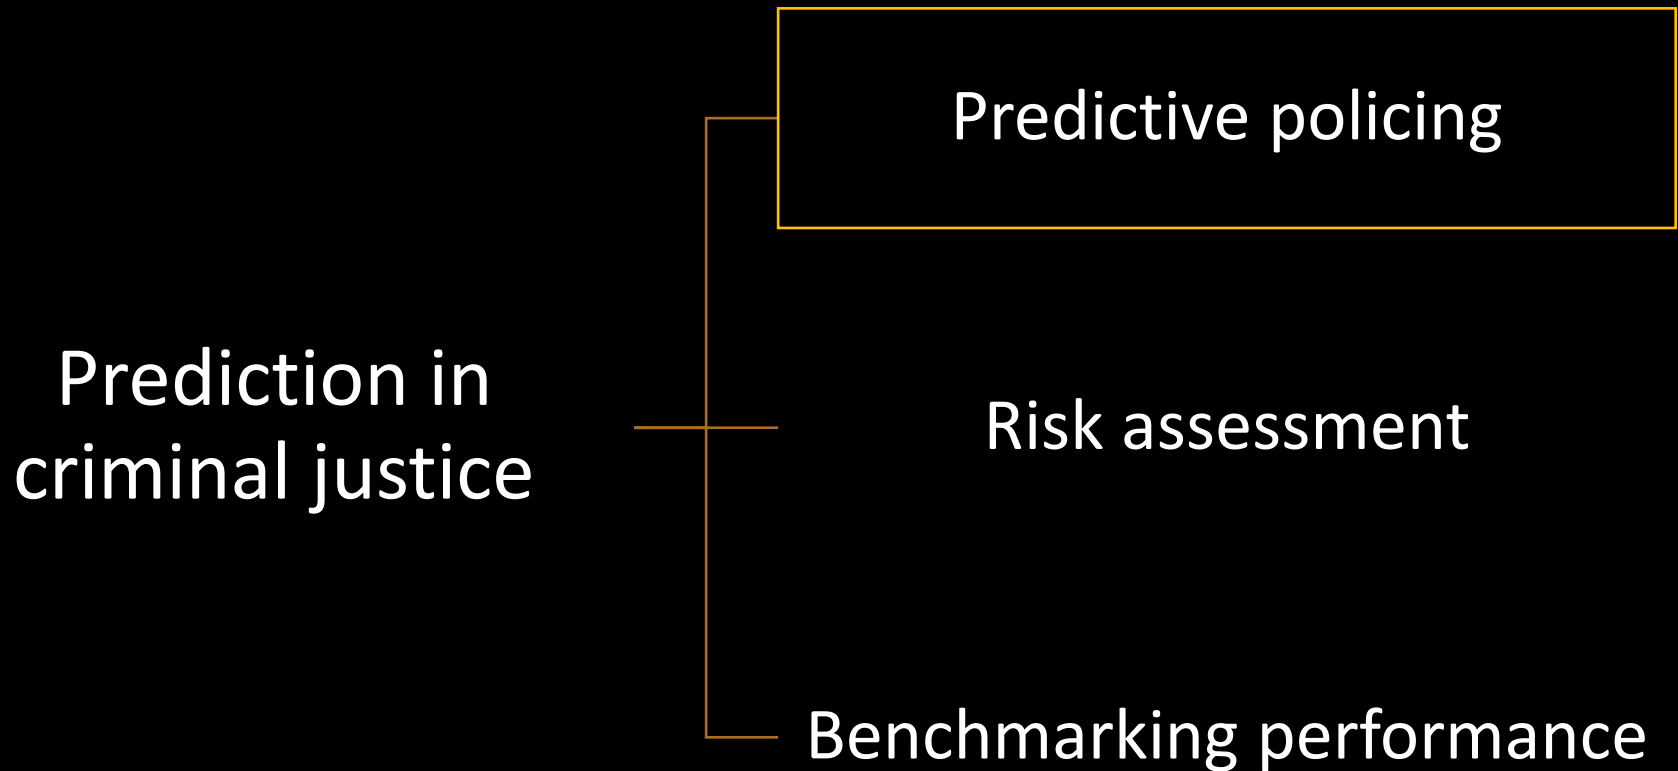 Prediction in
criminal justice
Predictive policing
Risk assessment
Benchmarking performance